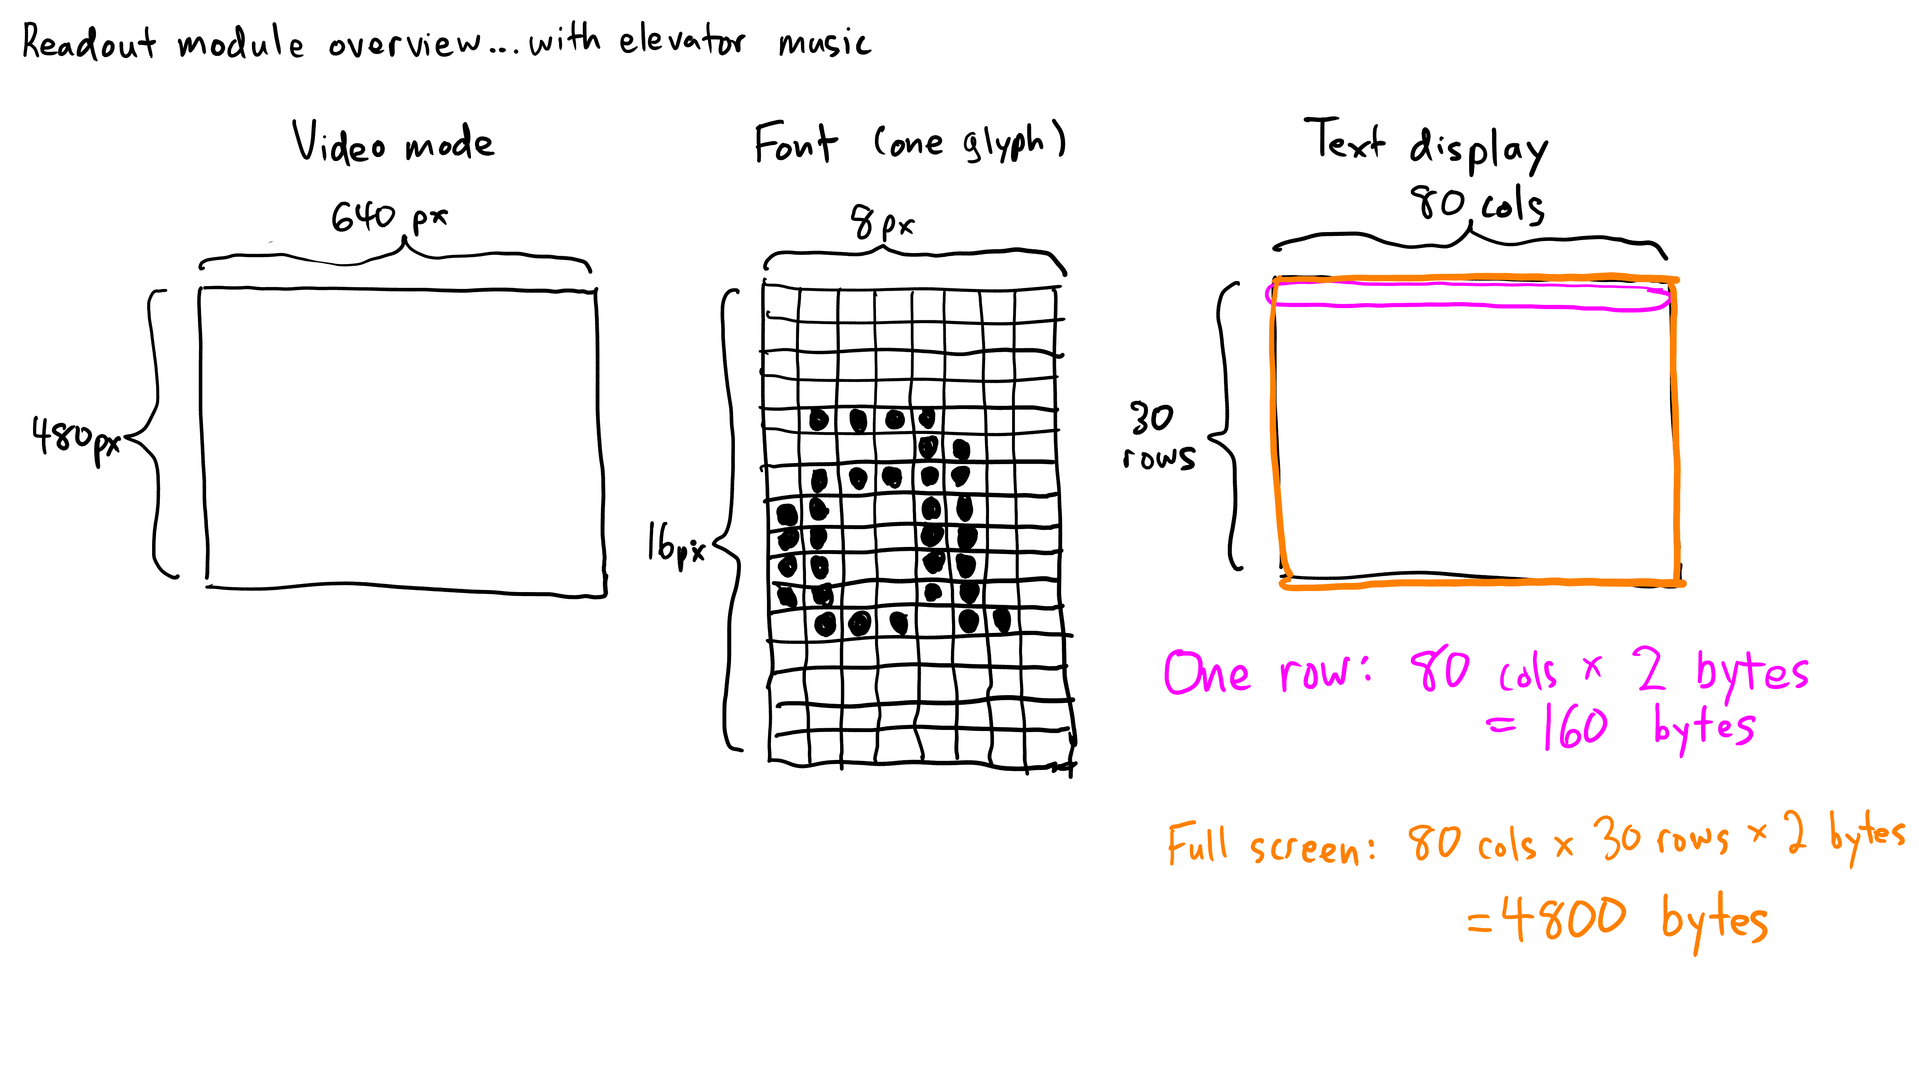 Readout module overview...with elevator music
Video mode
640 px
480px
Font (one glyph)
8px
16px
Text display
80 cols
30
rows
One row: 80 cols x 2 bytes
= 160 bytes
Full screen: 80 cols x 30 rows x 2 bytes
=4800 bytes